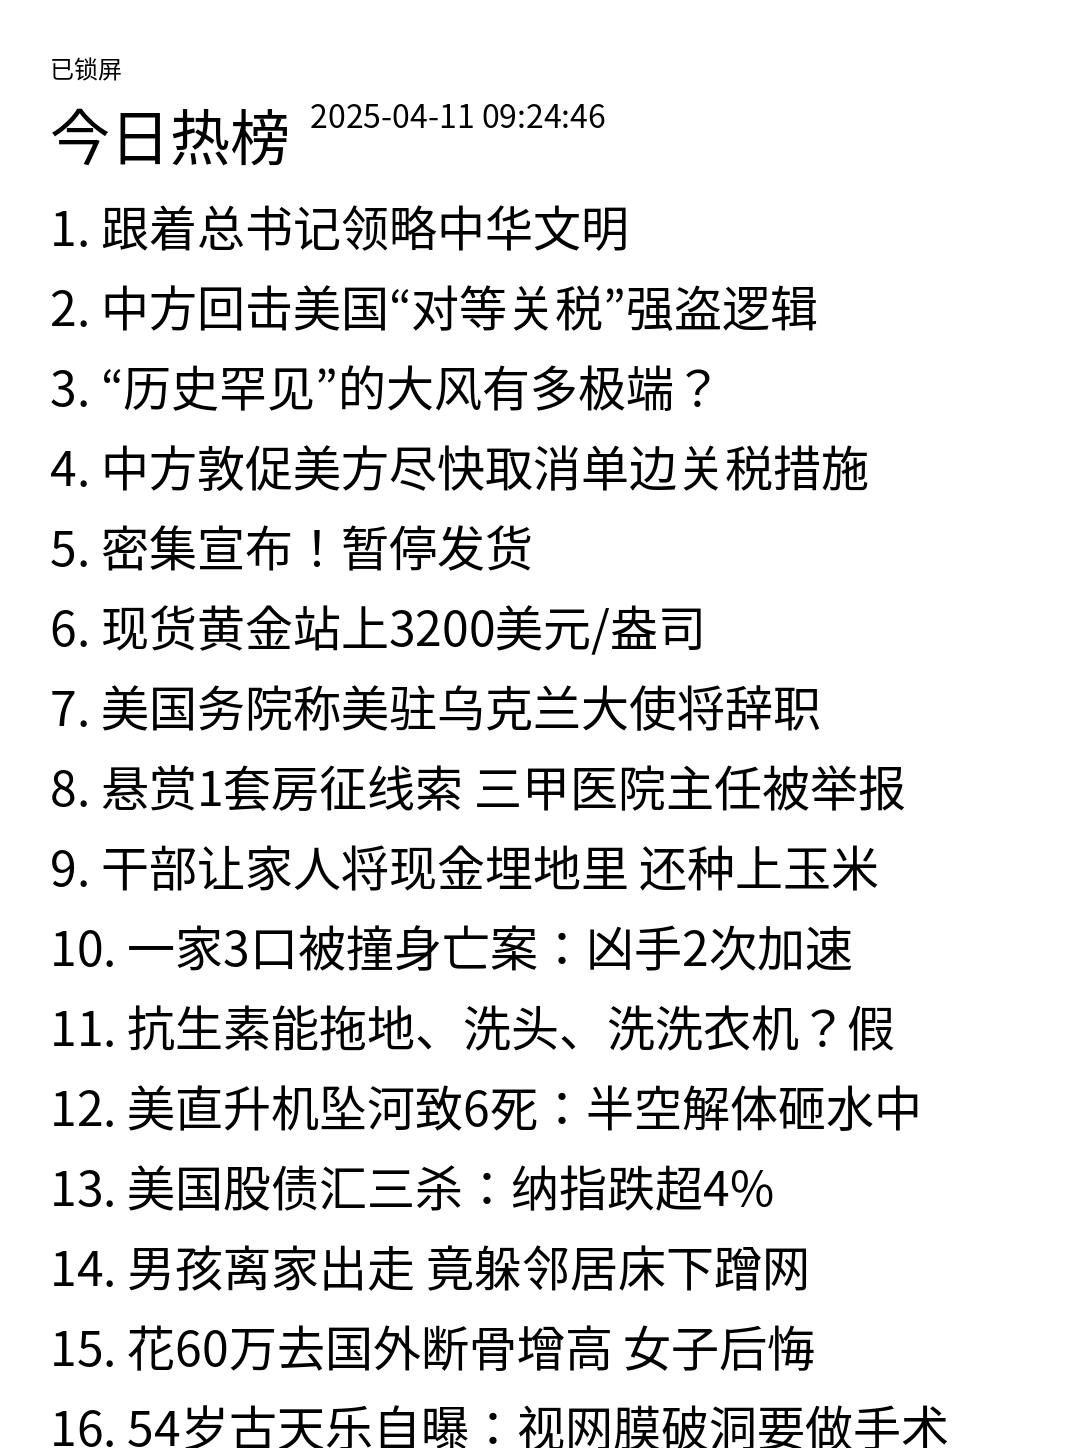 已锁屏
今日热榜 2025-04-11 09:24:46
1. 跟着总书记领略中华文明
2. 中方回击美国“对等关税”强盗逻辑
3. “历史罕见”的大风有多极端？
4. 中方敦促美方尽快取消单边关税措施
5. 密集宣布！暂停发货
6. 现货黄金站上3200美元/盎司
7. 美国务院称美驻乌克兰大使将辞职
8. 悬赏1套房征线索 三甲医院主任被举报
9. 干部让家人将现金埋地里 还种上玉米
10. 一家3口被撞身亡案：凶手2次加速
11. 抗生素能拖地、洗头、洗洗衣机？假
12. 美直升机坠河致6死：半空解体砸水中
13. 美国股债汇三杀：纳指跌超4%
14. 男孩离家出走 竟躲邻居床下蹭网
15. 花60万去国外断骨增高 女子后悔
16. 54岁古天乐自曝：视网膜破洞要做手术